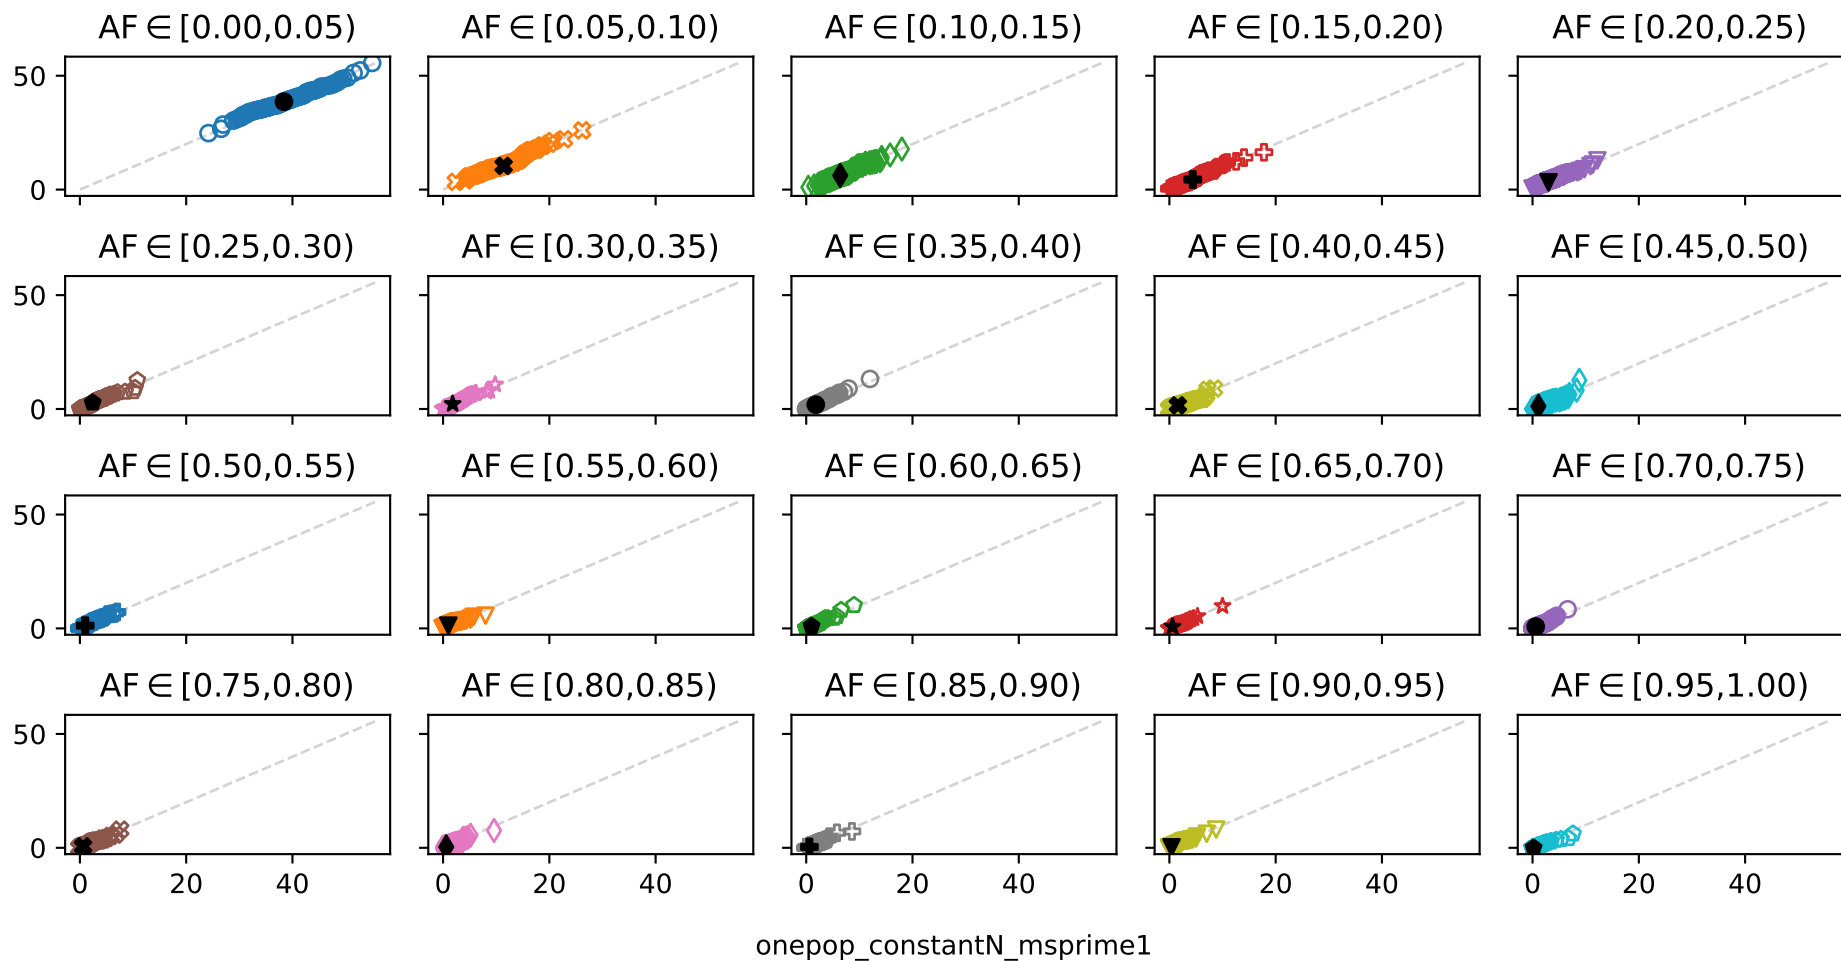 AF ∈ [0.00,0.05) AF ∈ [0.05,0.10) AF ∈ [0.10,0.15) AF ∈ [0.15,0.20) AF ∈ [0.20,0.25)
50
0
AF ∈ [0.25,0.30) AF ∈ [0.30,0.35) AF ∈ [0.35,0.40) AF ∈ [0.40,0.45) AF ∈ [0.45,0.50)
50
0
AF ∈ [0.50,0.55) AF ∈ [0.55,0.60) AF ∈ [0.60,0.65) AF ∈ [0.65,0.70) AF ∈ [0.70,0.75)
50
0
AF ∈ [0.75,0.80) AF ∈ [0.80,0.85) AF ∈ [0.85,0.90) AF ∈ [0.90,0.95) AF ∈ [0.95,1.00)
50
0
0 20 40 0 20 40 0 20 40 0 20 40 0 20 40
onepop_constantN_msprime1